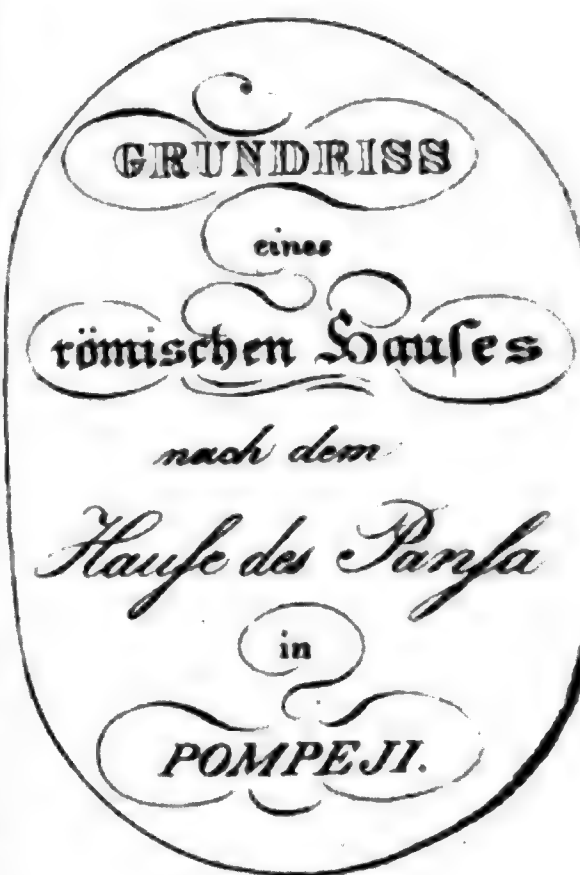 GRUNDRISS
eines
römischen Hauſes
nach dem
Hauſe des Panſa
in
POMPEJI.